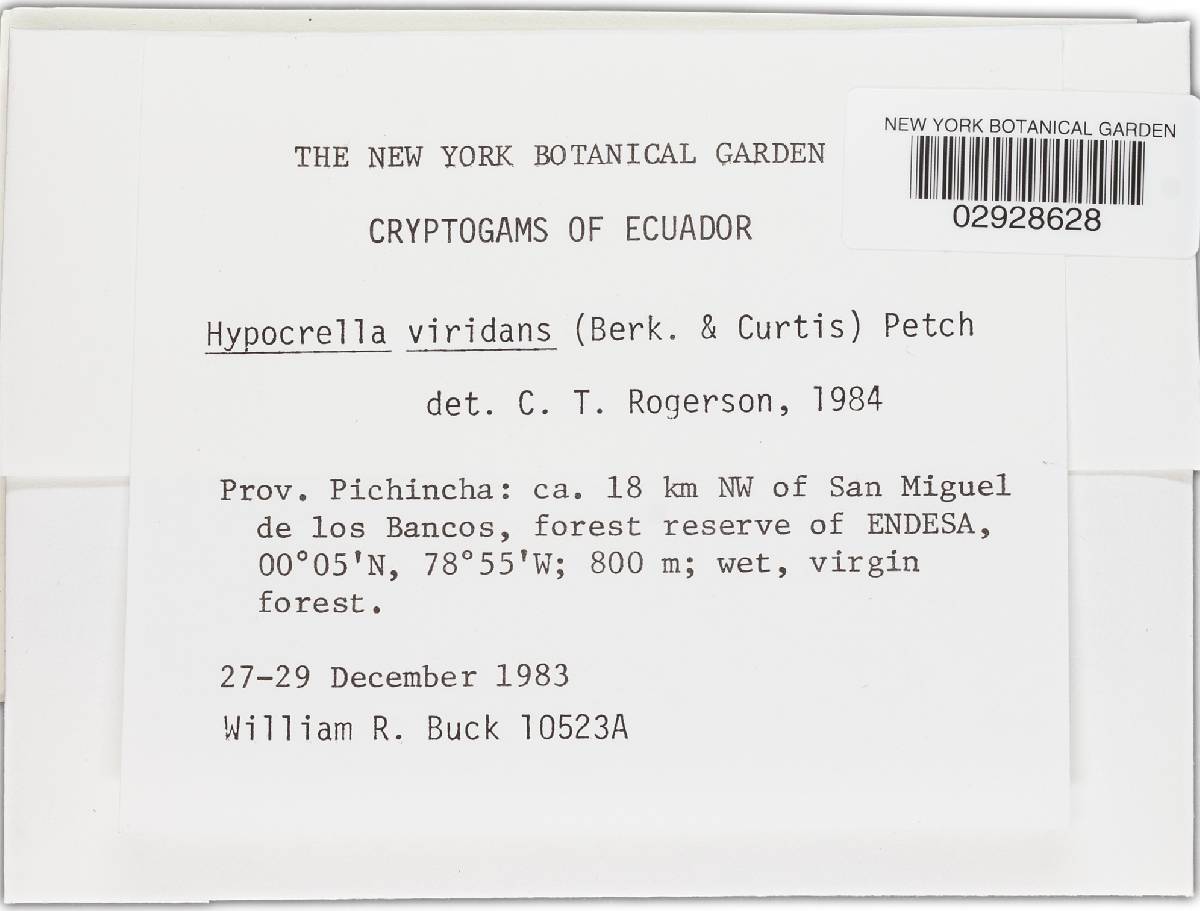 NEW YORK BOTANICAL GARDEN
02928628
THE NEW YORK BOTANICAL GARDEN
CRYPTOGAMS OF ECUADOR
Hypocrella viridans (Berk. & Curtis) Petch
det. C. T. Rogerson, 1984
Prov. Pichincha: ca. 18 km NW of San Miguel
de los Bancos, forest reserve of ENDESA,
00°05'N, 78°55'W; 800 m; wet, virgin
forest.
27-29 December 1983
William R. Buck 10523A